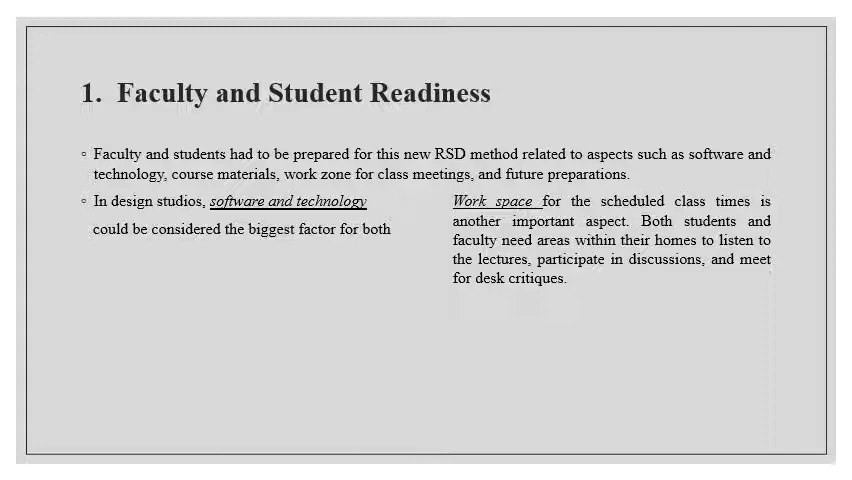 1. Faculty and Student Readiness
◦ Faculty and students had to be prepared for this new RSD method related to aspects such as software and
technology, course materials, work zone for class meetings, and future preparations.
◦ In design studios, software and technology
could be considered the biggest factor for both
Work space for the scheduled class times is
another important aspect. Both students and
faculty need areas within their homes to listen to
the lectures, participate in discussions, and meet
for desk critiques.